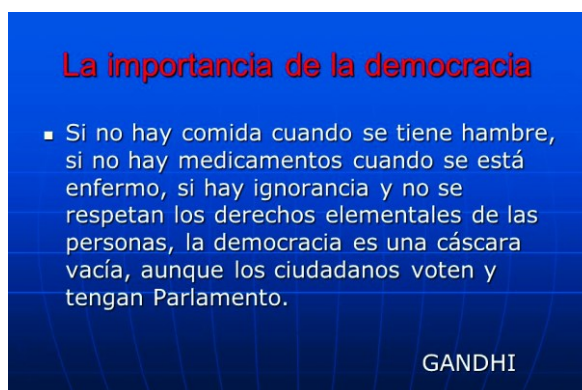 La importancia de la democracia
Si no hay comida cuando se tiene hambre,
si no hay medicamentos cuando se está
enfermo, si hay ignorancia y no se
respetan los derechos elementales de las
personas, la democracia es una cáscara
vacía, aunque los ciudadanos voten y
tengan Parlamento.
GANDHI